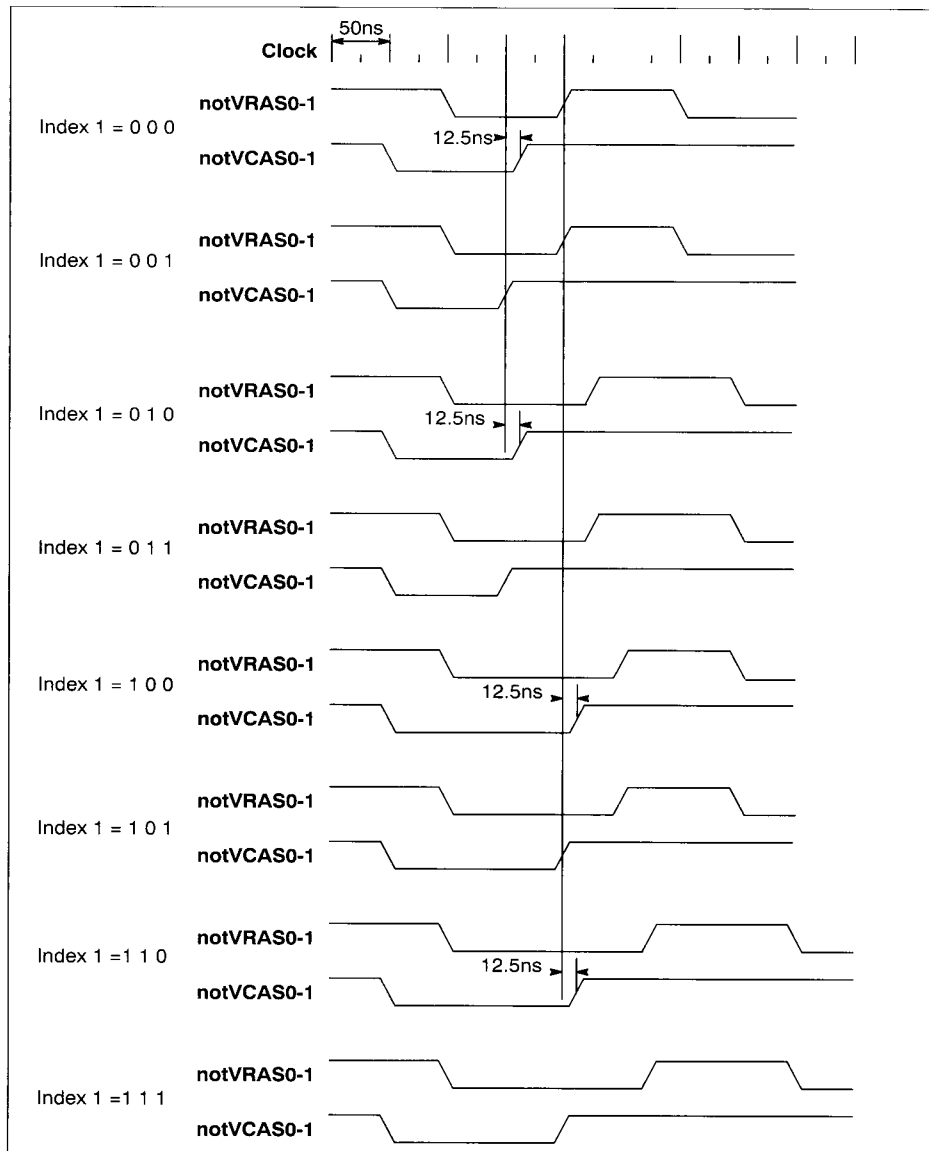 50ns
Clock
notVRAS0-1
Index 1 = 0 0 0
12.5ns
notVCAS0-1
notVRAS0-1
Index 1 = 0 0 1
notVCAS0-1
notVRAS0-1
Index 1 = 0 1 0
12.5ns
notVCAS0-1
notVRAS0-1
Index 1 = 0 1 1
notVCAS0-1
notVRAS0-1
Index 1 = 1 0 0
12.5ns
notVCAS0-1
notVRAS0-1
Index 1 = 1 0 1
notVCAS0-1
notVRAS0-1
Index 1 =1 1 0
12.5ns
notVCAS0-1
notVRAS0-1
Index 1 =1 1 1
notVCAS0-1